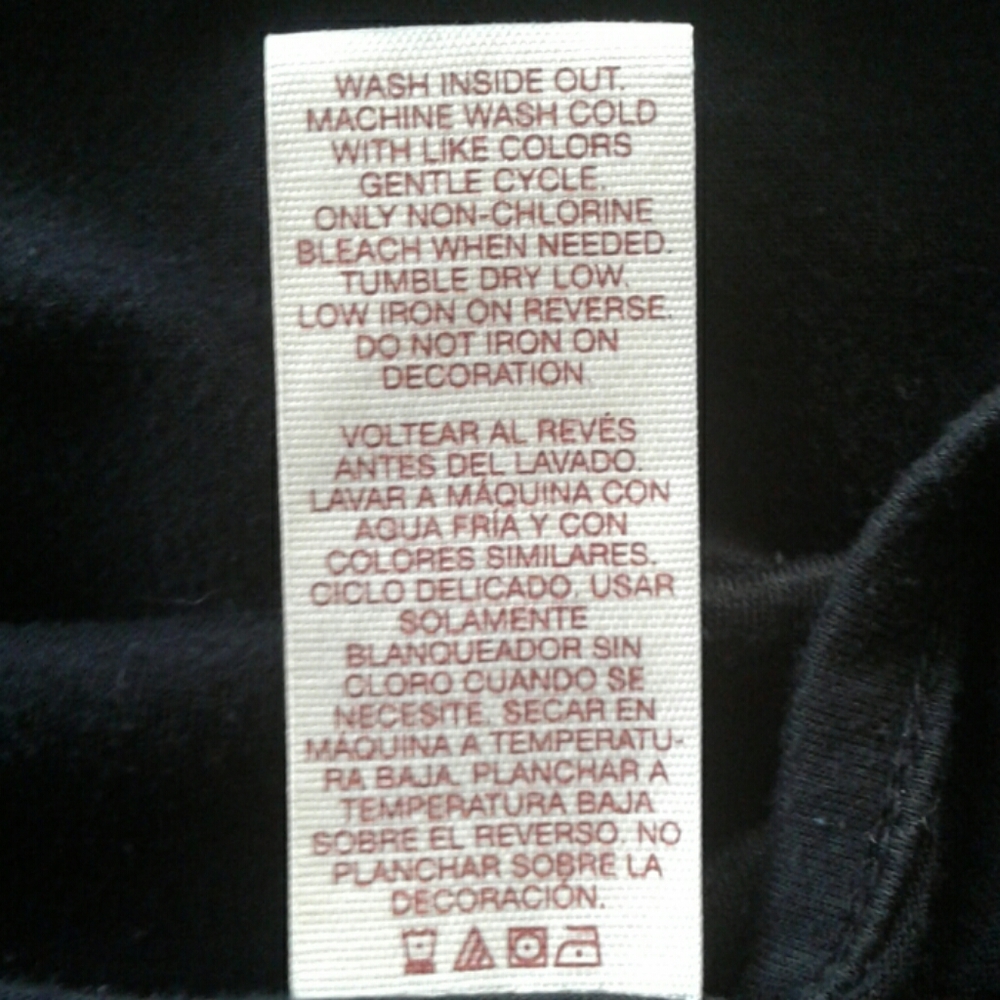 WASH INSIDE OUT.
MACHINE WASH COLD
WITH LIKE COLORS
GENTLE CYCLE.
ONLY NON-CHLORINE
BLEACH WHEN NEEDED.
TUMBLE DRY LOW.
LOW IRON ON REVERSE.
DO NOT IRON ON
DECORATION.
VOLTEAR AL REVÉS
ANTES DEL LAVADO.
LAVAR A MÁQUINA CON
AGUA FRÍA Y CON
COLORES SIMILARES.
CICLO DELICADO. USAR
SOLAMENTE
BLANQUEADOR SIN
CLORO CUANDO SE
NECESITE. SECAR EN
MÁQUINA A TEMPERATU-
RA BAJA. PLANCHAR A
TEMPERATURA BAJA
SOBRE EL REVERSO. NO
PLANCHAR SOBRE LA
DECORACIÓN.